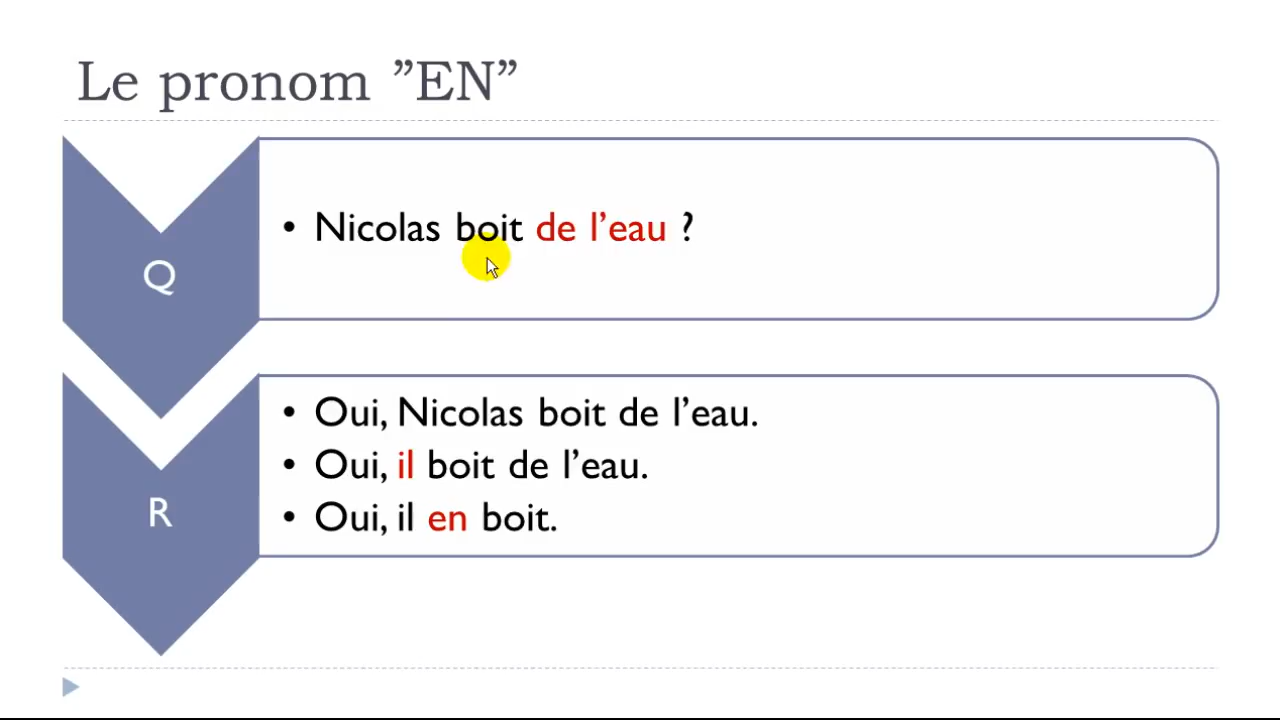 Le pronom ”EN”
Q
• Nicolas boit de l’eau ?
R
• Oui, Nicolas boit de l’eau.
• Oui, il boit de l’eau.
• Oui, il en boit.